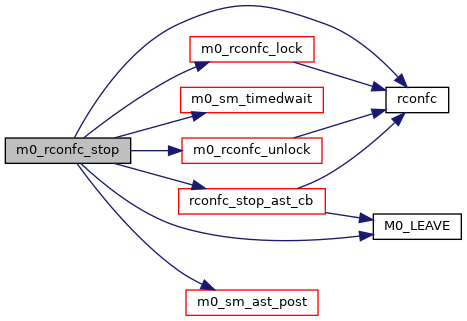 m0_rconfc_lock
rconfc
m0_sm_timedwait
m0_rconfc_stop
m0_rconfc_unlock
rconfc_stop_ast_cb
M0_LEAVE
m0_sm_ast_post